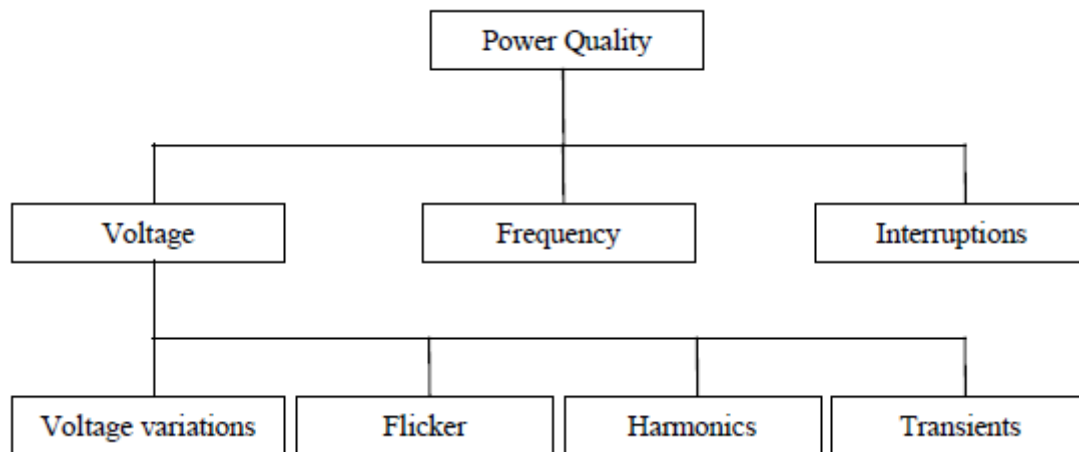 Power Quality
Voltage
Frequency
Interruptions
Voltage variations
Flicker
Harmonics
Transients